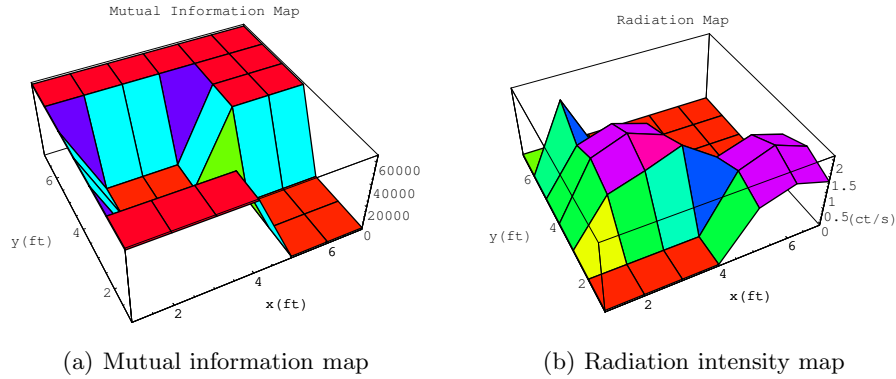 Mutual Information Map
60000
40000
20000
0
6
4
2
y(ft)
2
4
6
x(ft)
(a) Mutual information map
Radiation Map
2
1.5
1
0.5
0
(ct/s)
6
4
2
y(ft)
2
4
6
x(ft)
(b) Radiation intensity map